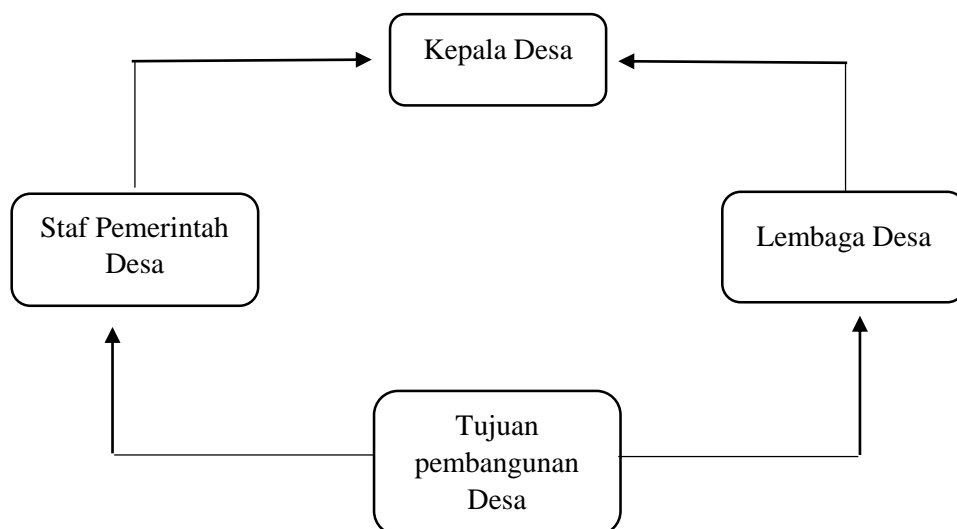 Kepala Desa
Staf Pemerintah
Desa
Lembaga Desa
Tujuan
pembangunan
Desa